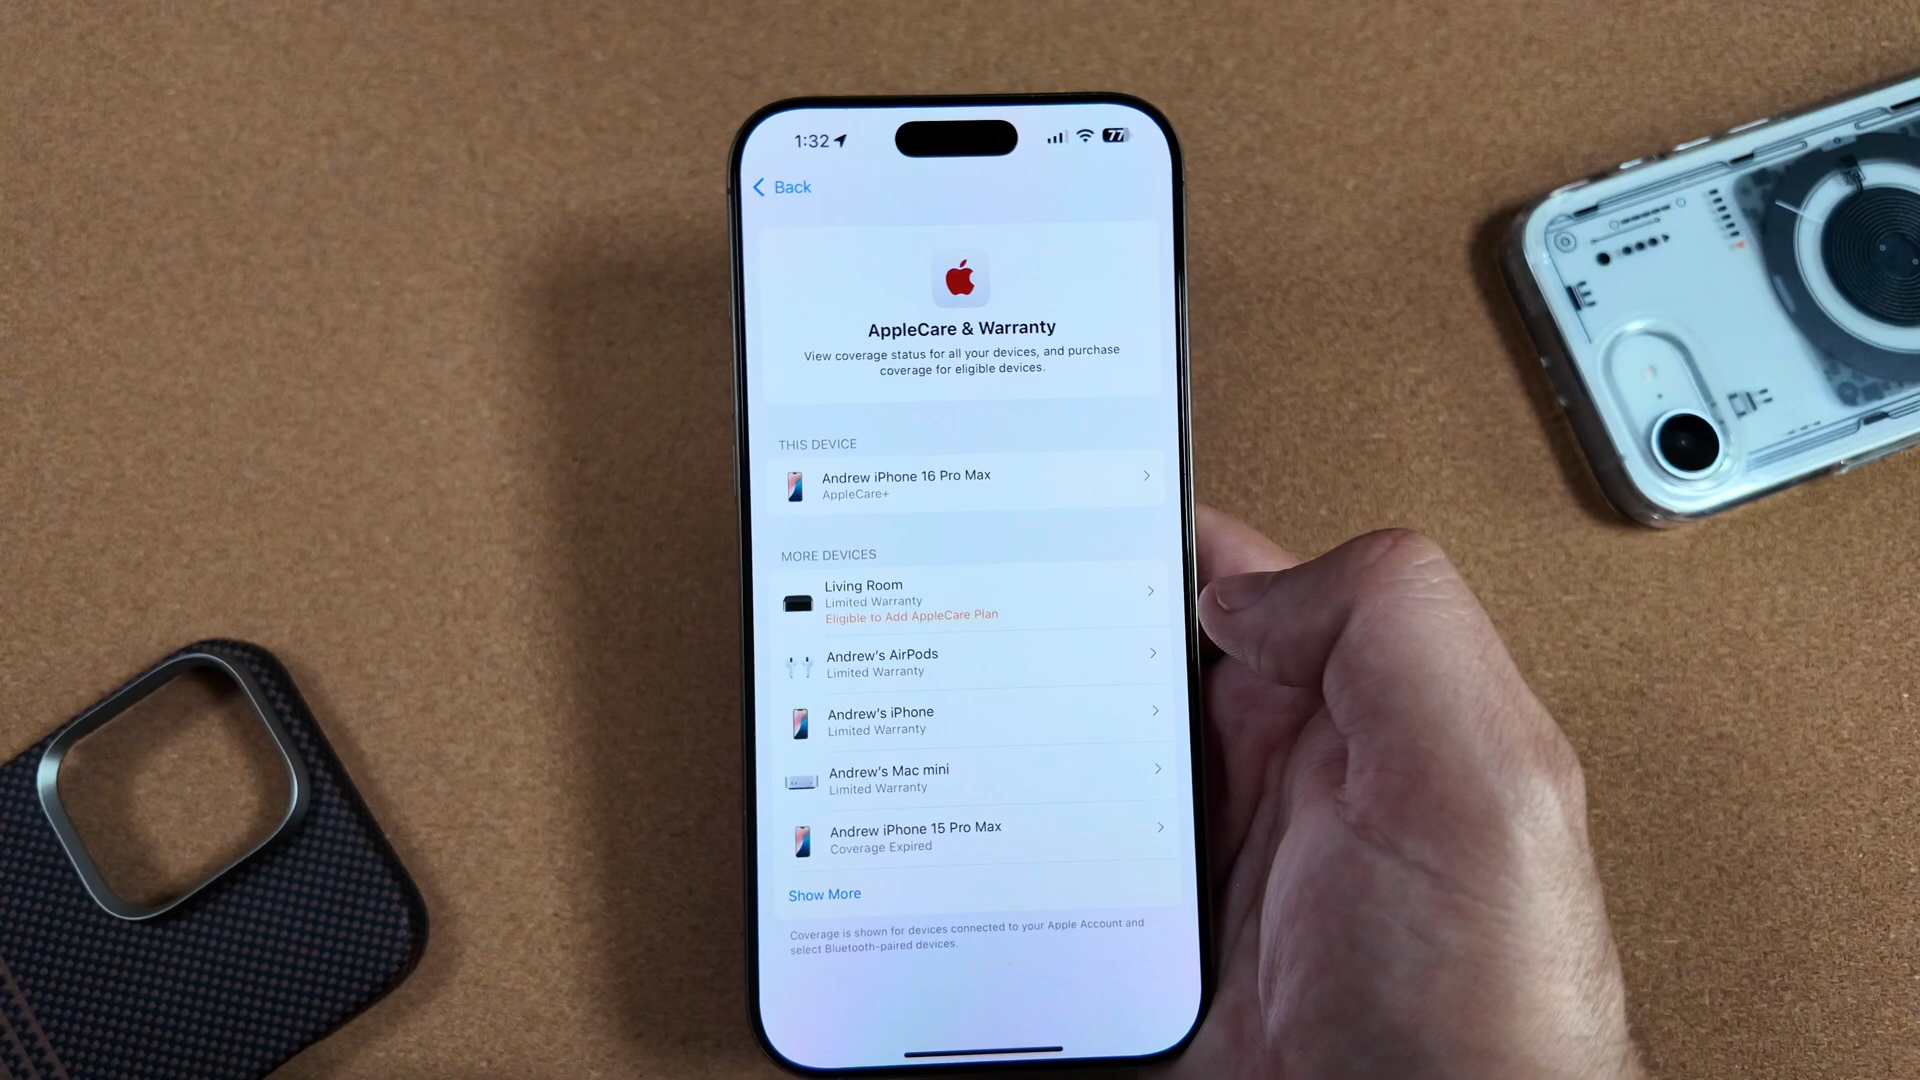 1:32
77
Back
AppleCare & Warranty
View coverage status for all your devices, and purchase
coverage for eligible devices.
THIS DEVICE
Andrew iPhone 16 Pro Max
AppleCare+
MORE DEVICES
Living Room
Limited Warranty
Eligible to Add AppleCare Plan
Andrew's AirPods
Limited Warranty
Andrew's iPhone
Limited Warranty
Andrew's Mac mini
Limited Warranty
Andrew iPhone 15 Pro Max
Coverage Expired
Show More
Coverage is shown for devices connected to your Apple Account and
select Bluetooth-paired devices.